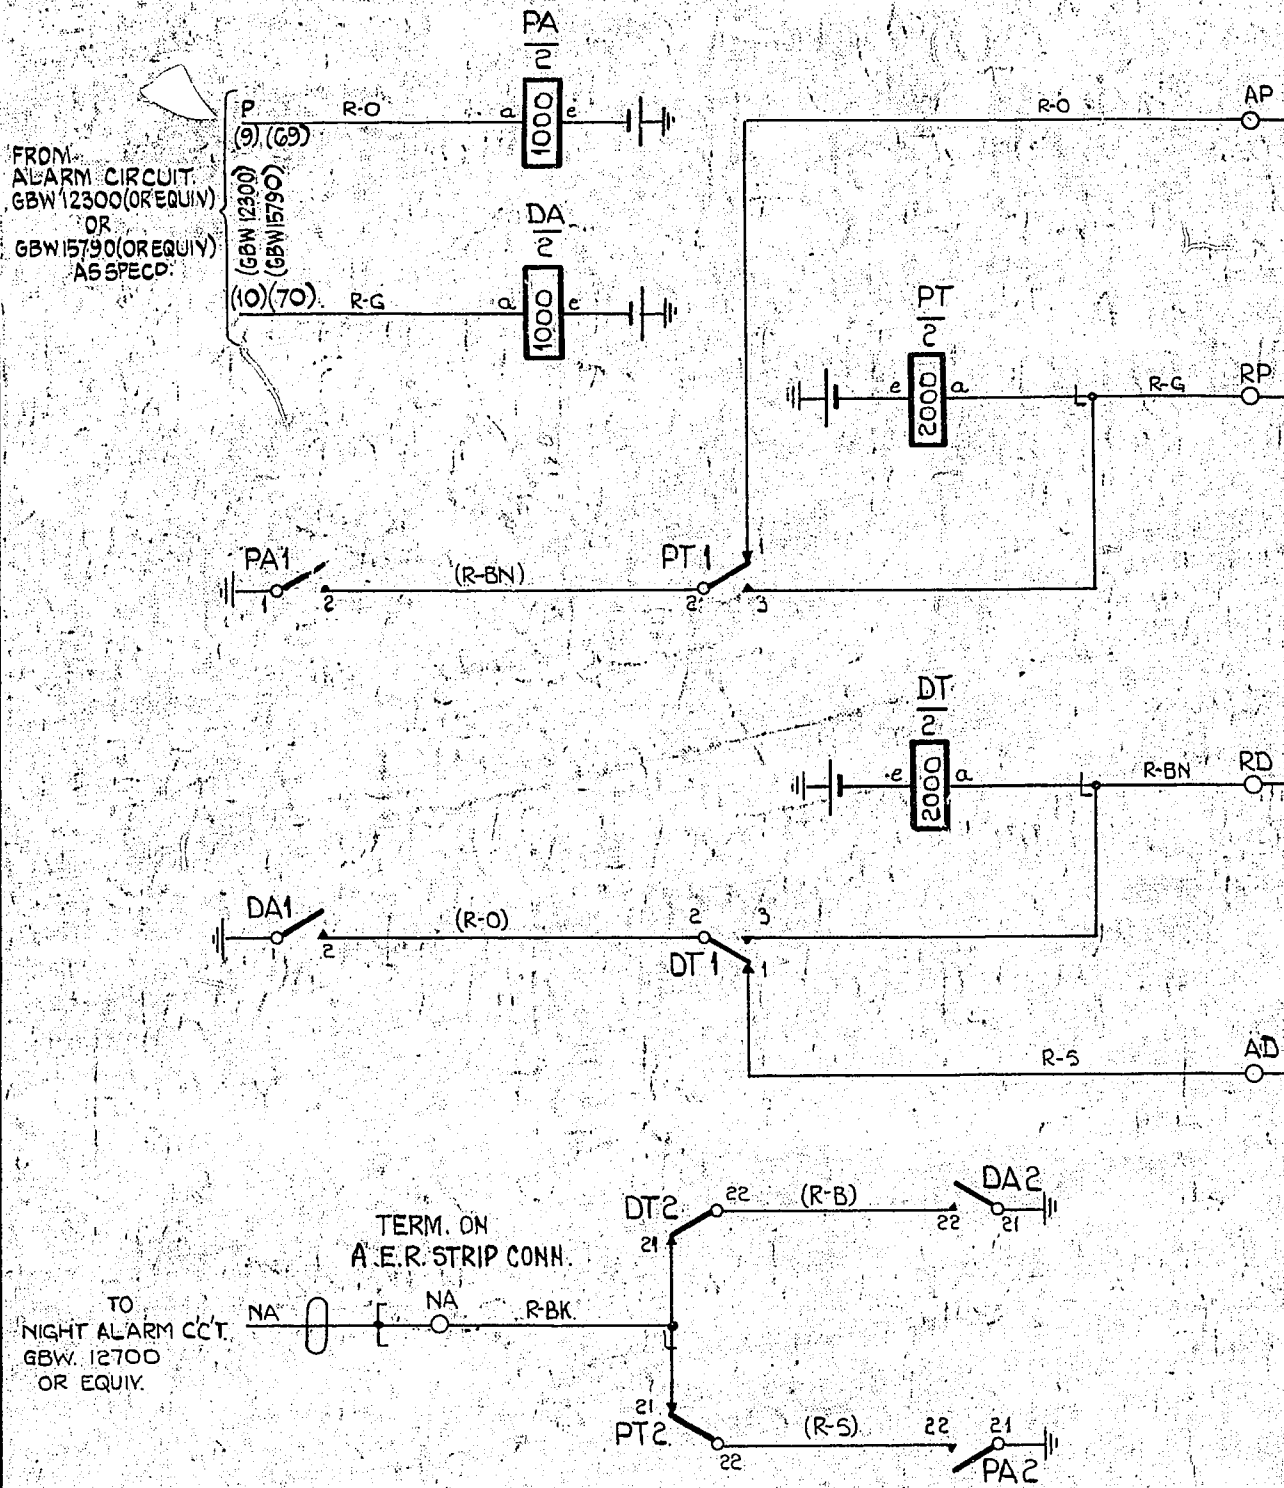 PA
2
P
R-O
a
1000
e
(9) (69)
FROM
ALARM CIRCUIT
GBW 12300 (OR EQUIV)
OR
GBW 15790 (OR EQUIV)
AS SPECD.
(GBW 12300)
(GBW 15790)
(10) (70)
R-G
DA
2
a
1000
e
R-O
AP
PT
2
e
2000
a
R-G
RP
PA1
1
2
(R-BN)
PT1
1
2
3
DT
2
e
2000
a
R-BN
RD
DA1
1
2
(R-O)
2
3
DT1
1
R-S
AD
DT2
22
(R-B)
DA2
21
22
21
TERM. ON
A.E.R. STRIP CONN.
TO
NIGHT ALARM CCT.
GBW. 12700
OR EQUIV.
NA
NA
R-BK
21
PT2
22
(R-S)
22
21
PA2